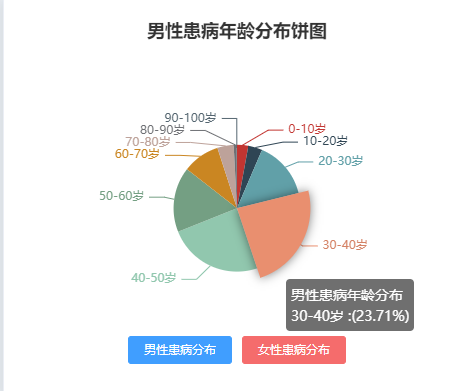 男性患病年龄分布饼图
90-100岁
0-10岁
80-90岁
10-20岁
70-80岁
60-70岁
20-30岁
50-60岁
30-40岁
40-50岁
男性患病年龄分布
30-40岁 :(23.71%)
男性患病分布
女性患病分布